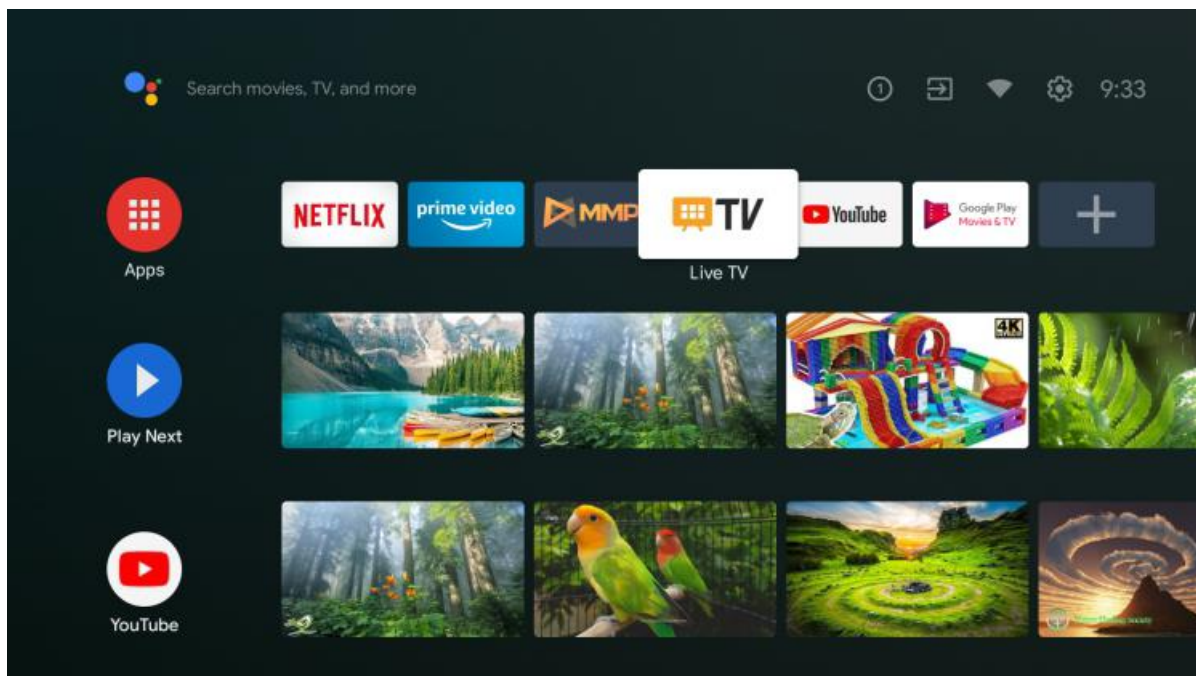 Search movies, TV, and more
1
9:33
NETFLIX
prime video
MMP
TV
YouTube
Google Play
Movies & TV
Apps
Live TV
4K
Play Next
YouTube